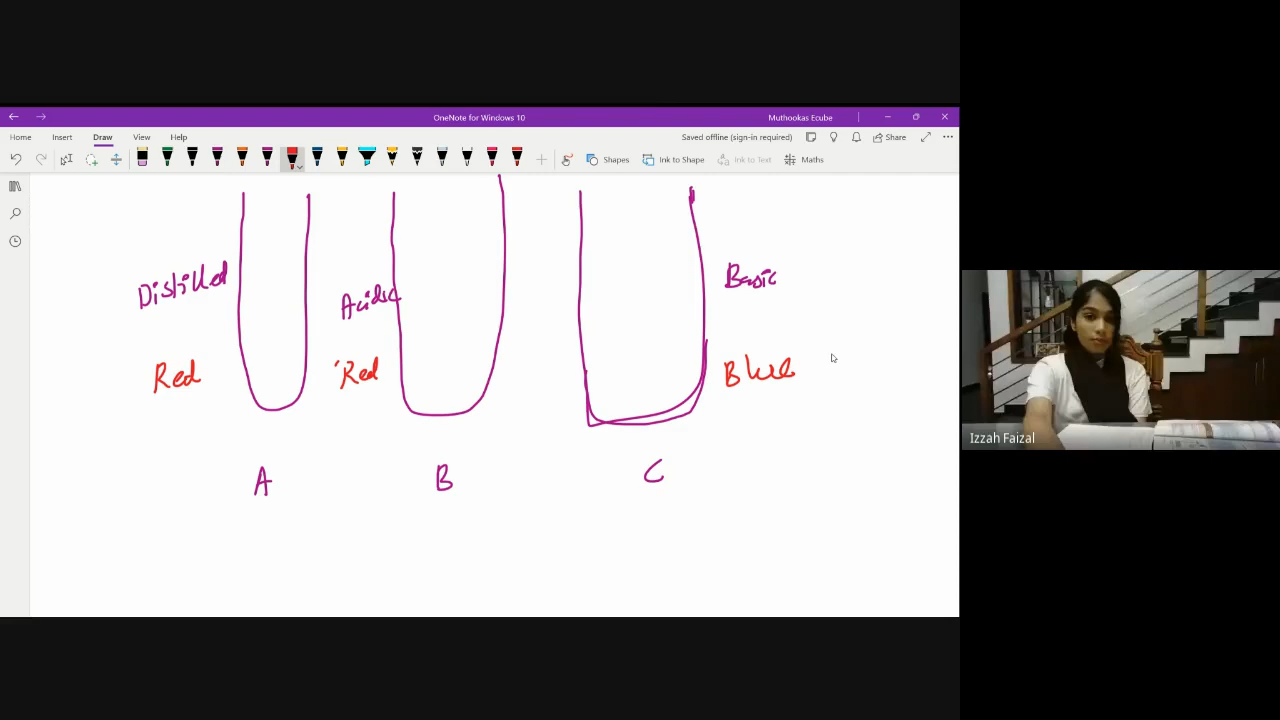 OneNote for Windows 10
Muthookas Ecube
Home Insert Draw View Help
Saved offline (sign-in required)
Share
Shapes
Ink to Shape
Ink to Text
Maths
Distilled
Acidic
Basic
Red
Red
Blue
A B C
Izzah Faizal